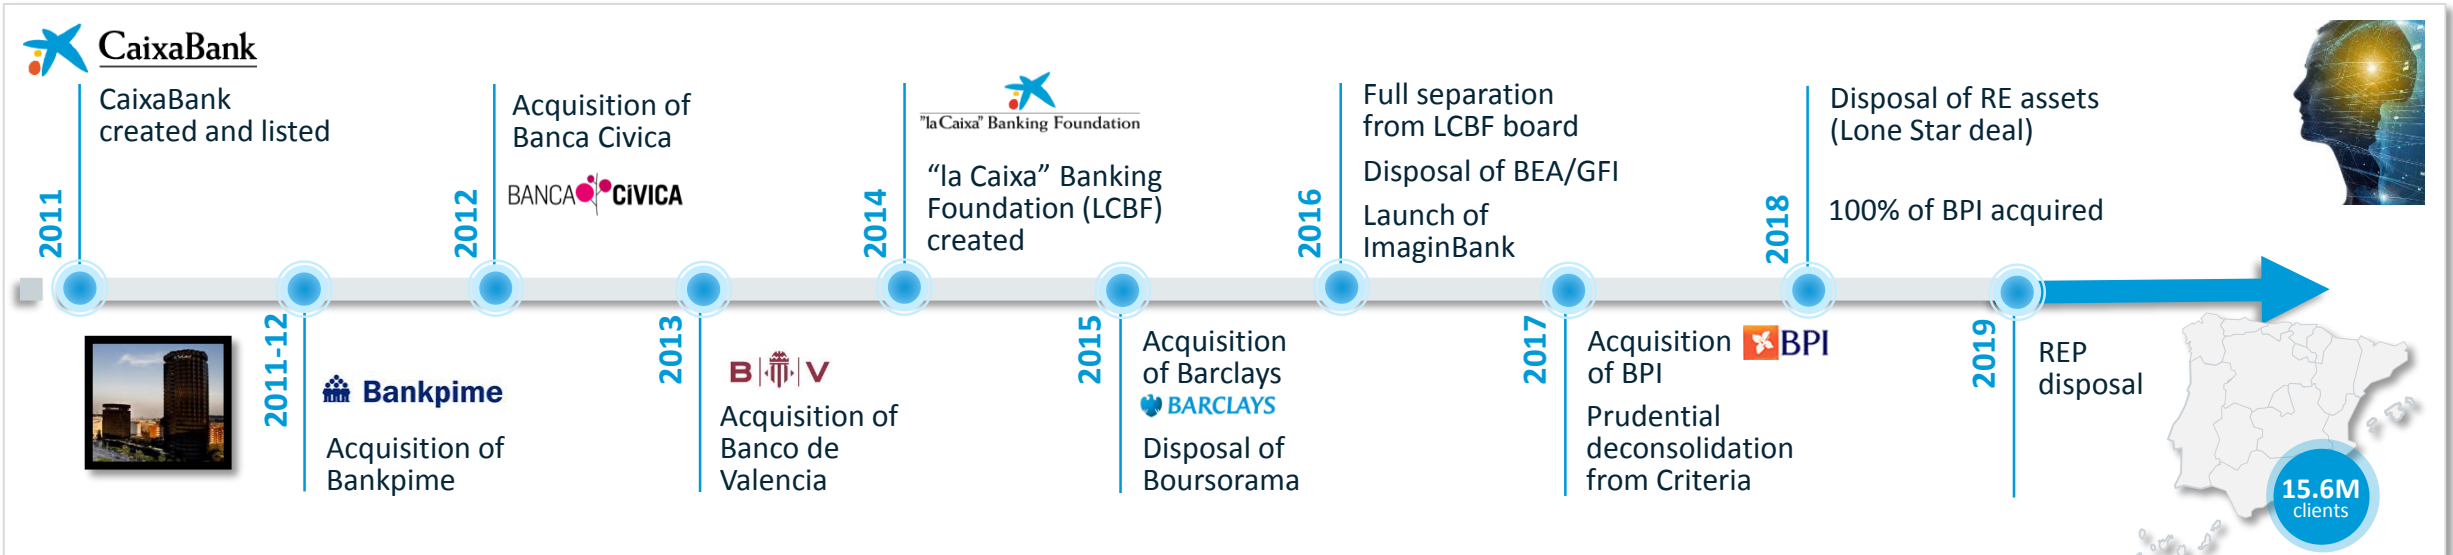 CaixaBank
2011
CaixaBank
created and listed
2011-12
Bankpime
Acquisition of
Bankpime
2012
Acquisition of
Banca Civica
BANCA CÍVICA
2013
B V
Acquisition of
Banco de
Valencia
2014
"la Caixa" Banking Foundation
“la Caixa” Banking
Foundation (LCBF)
created
2015
Acquisition
of Barclays
BARCLAYS
Disposal of
Boursorama
2016
Full separation
from LCBF board
Disposal of BEA/GFI
Launch of
ImaginBank
2017
Acquisition
of BPI
BPI
Prudential
deconsolidation
from Criteria
2018
Disposal of RE assets
(Lone Star deal)
100% of BPI acquired
2019
REP
disposal
15.6M
clients